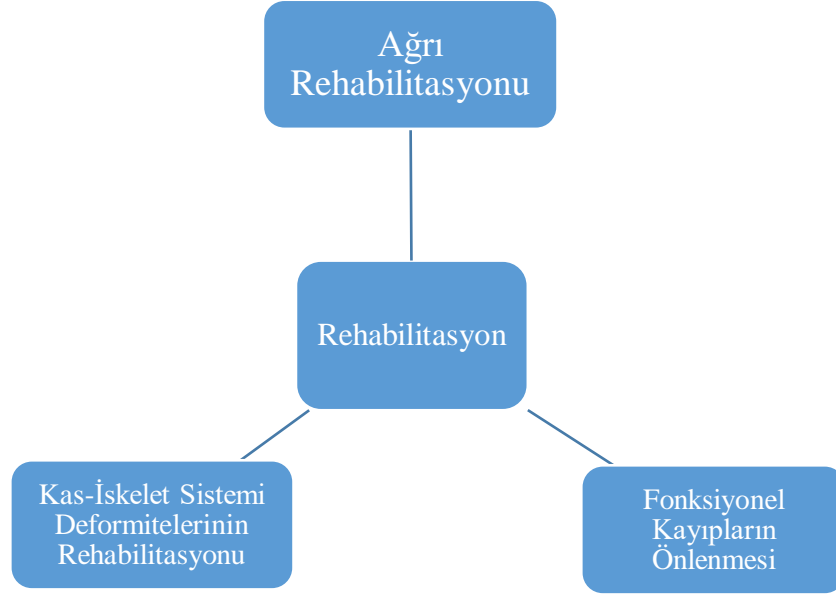 Ağrı
Rehabilitasyonu
Rehabilitasyon
Kas-İskelet Sistemi
Deformitelerinin
Rehabilitasyonu
Fonksiyonel
Kayıpların
Önlenmesi